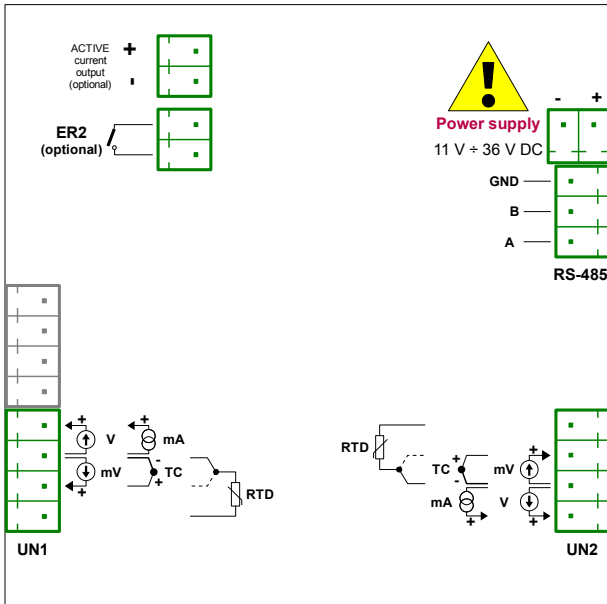 ACTIVE +
current
output -
(optional)
ER2
(optional)
!
Power supply
- +
11 V ÷ 36 V DC
GND
B
A
RS-485
+ +
V mA
- 
mV TC
+ +
RTD
UN1
RTD
+ +
TC mV
-
mA V
+ +
UN2